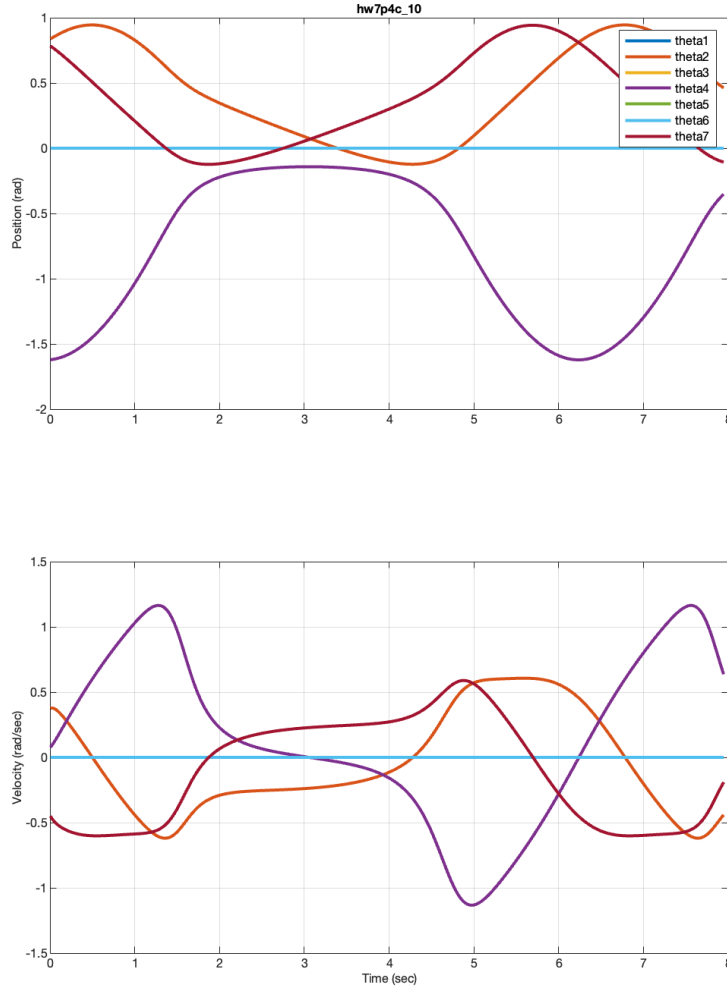 hw7p4c_10
Position (rad)
1
0.5
0
-0.5
-1
-1.5
-2
0 1 2 3 4 5 6 7 8
theta1
theta2
theta3
theta4
theta5
theta6
theta7
Velocity (rad/sec)
1.5
1
0.5
0
-0.5
-1
-1.5
0 1 2 3 4 5 6 7 8
Time (sec)